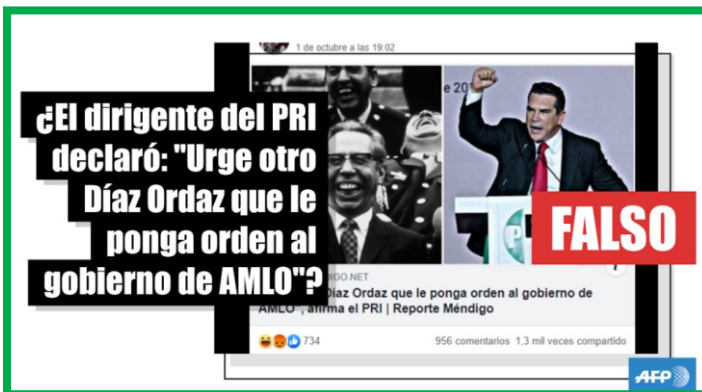 1 de octubre a las 19:02
¿El dirigente del PRI
declaró: "Urge otro
Díaz Ordaz que le
ponga orden al
gobierno de AMLO"?
FALSO
Díaz Ordaz que le ponga orden al gobierno de
AMLO", afirma el PRI | Reporte Méndigo
734
956 comentarios 1,3 mil veces compartido
AFP